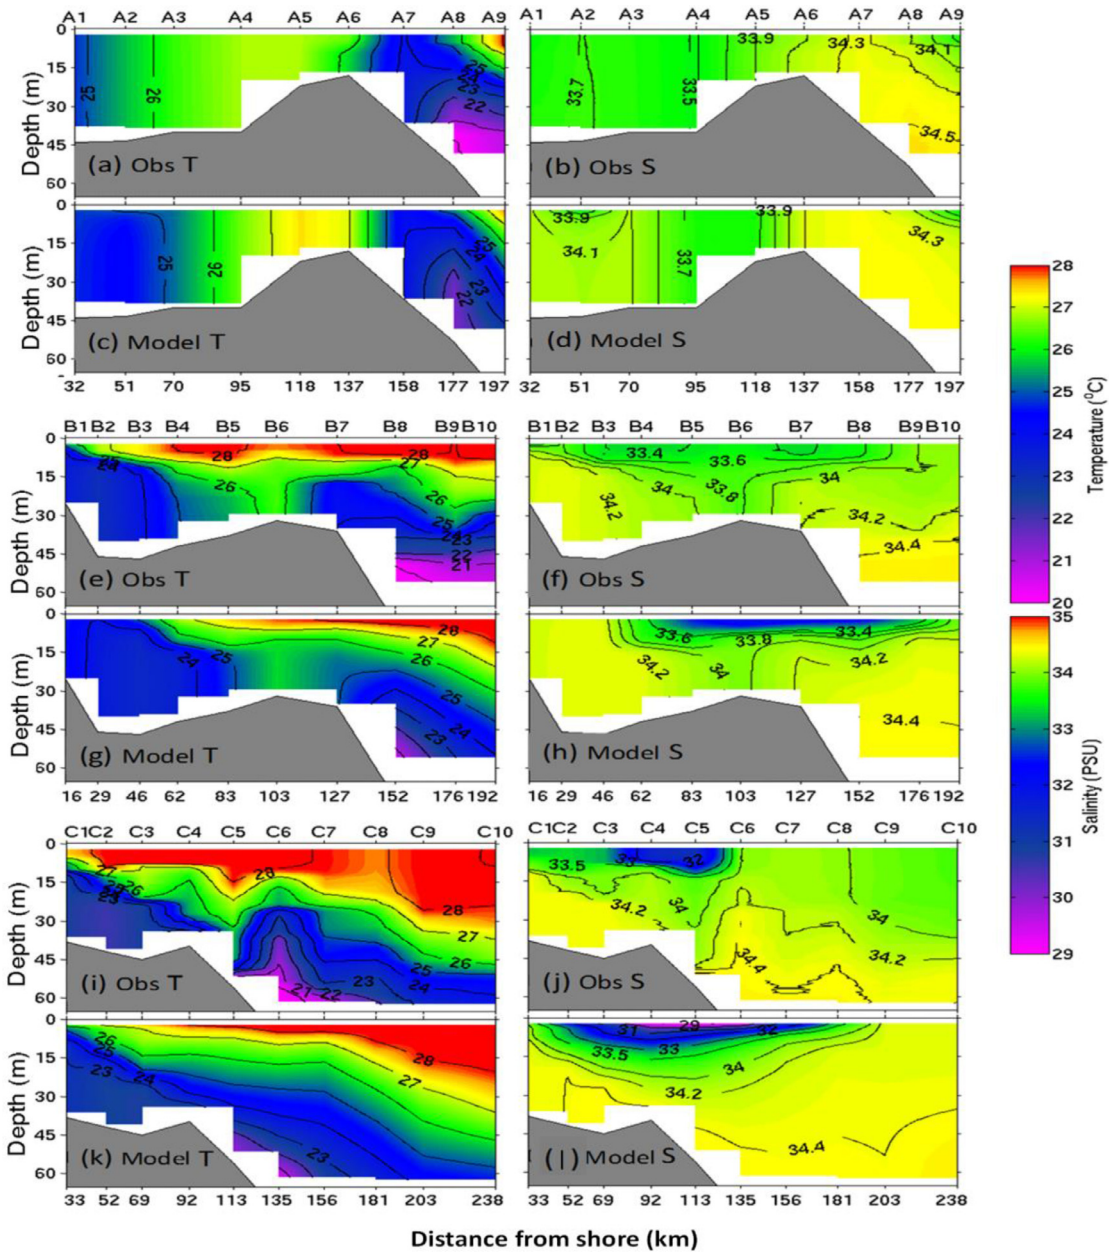 A1 A2 A3 A4 A5 A6 A7 A8 A9
A1 A2 A3 A4 A5 A6 A7 A8 A9
0 15 30 45 60
Depth (m)
25 26 25 24 23 22
(a) Obs T
33.7 33.5 33.9 34.3 34.1 34.5
(b) Obs S
0 15 30 45 60
Depth (m)
25 26 25 24 23 22
(c) Model T
33.9 34.1 33.7 33.9 34.3
(d) Model S
32 51 70 95 118 137 158 177 197
32 51 70 95 118 137 158 177 197
B1 B2 B3 B4 B5 B6 B7 B8 B9 B10
B1 B2 B3 B4 B5 B6 B7 B8 B9 B10
0 15 30 45 60
Depth (m)
25 24 28 26 28 27 26 25 23 22 21
(e) Obs T
33.4 33.6 33.8 34 34.2 34 34.2 34.4
(f) Obs S
0 15 30 45 60
Depth (m)
24 25 28 27 26 25 24 23
(g) Model T
33.6 33.8 33.4 34.2 34 34.2 34.4
(h) Model S
16 29 46 62 83 103 127 152 176 192
16 29 46 62 83 103 127 152 176 192
C1 C2 C3 C4 C5 C6 C7 C8 C9 C10
C1 C2 C3 C4 C5 C6 C7 C8 C9 C10
0 15 30 45 60
Depth (m)
27 26 25 23 28 28 27 26 25 24 23 22 21
(i) Obs T
33.5 33 32 34.2 34 34 34.2 34.4
(j) Obs S
0 15 30 45 60
Depth (m)
26 25 23 24 28 27 23
(k) Model T
31 29 32 33.5 33 34 34.2 34.4
(l) Model S
33 52 69 92 113 135 156 181 203 238
33 52 69 92 113 135 156 181 203 238
Distance from shore (km)
28
27
26
25
24
23
22
21
20
Temperature (⁰C)
35
34
33
32
31
30
29
Salinity (PSU)